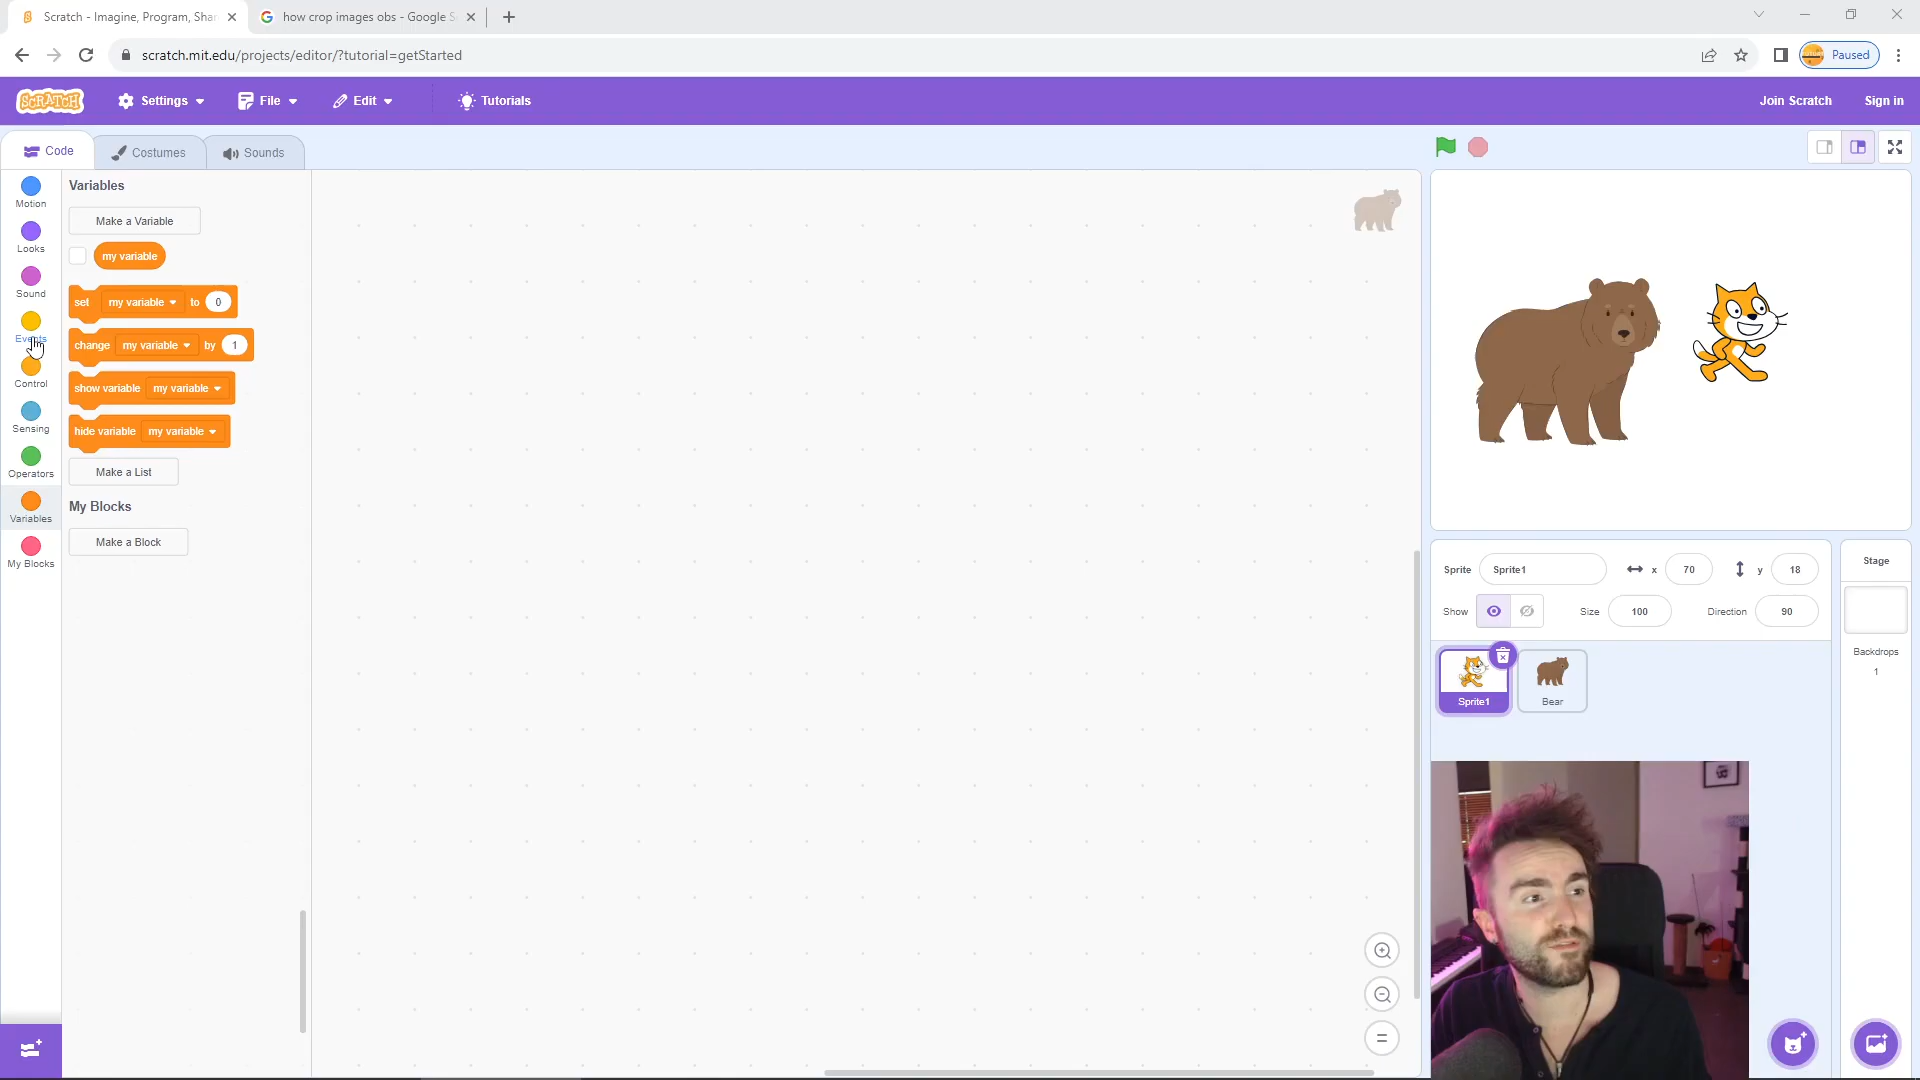 Scratch - Imagine, Program, Shar
how crop images obs - Google S
scratch.mit.edu/projects/editor/?tutorial=getStarted
Paused
SCRATCH
Settings
File
Edit
Tutorials
Join Scratch
Sign in
Code
Costumes
Sounds
Motion
Looks
Sound
Events
Control
Sensing
Operators
Variables
My Blocks
Variables
Make a Variable
my variable
set my variable to 0
change my variable by 1
show variable my variable
hide variable my variable
Make a List
My Blocks
Make a Block
Sprite Sprite1 x 70 y 18
Show Size 100 Direction 90
Sprite1
Bear
Stage
Backdrops
1